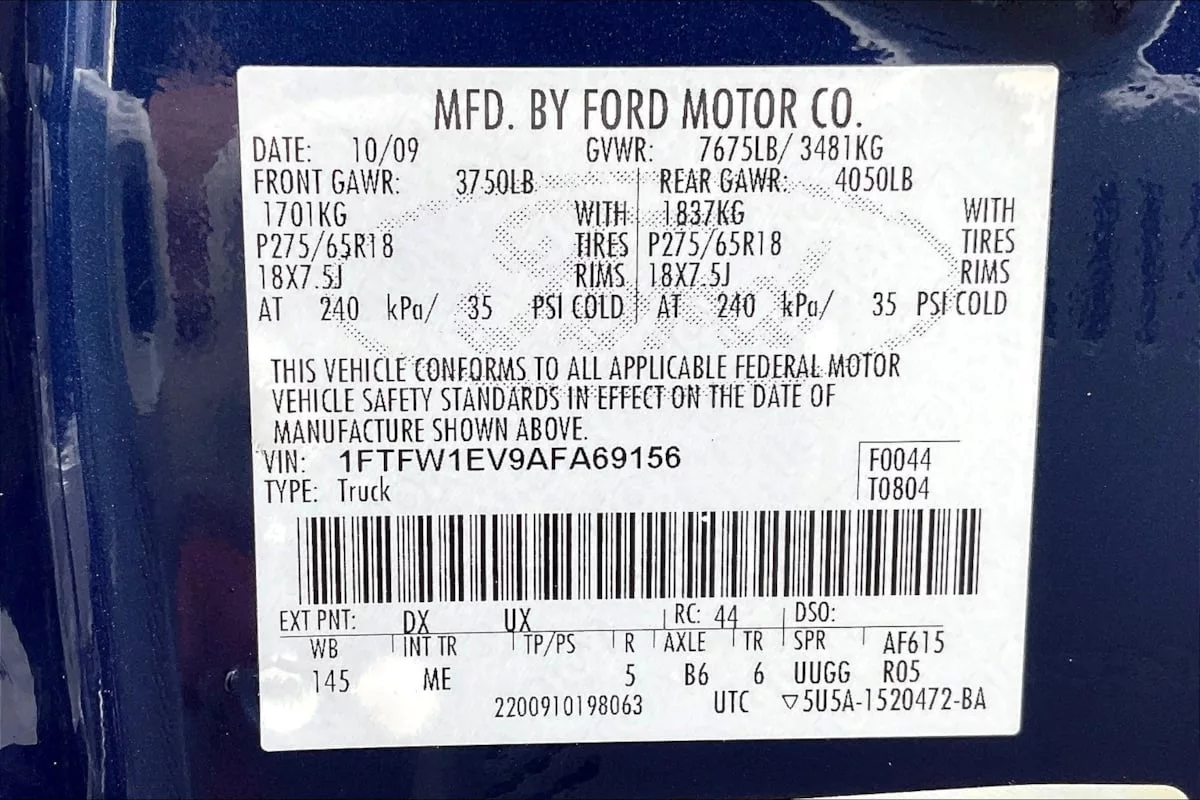 MFD. BY FORD MOTOR CO.
DATE: 10/09 GVWR: 7675LB/ 3481KG
FRONT GAWR: 3750LB REAR GAWR: 4050LB
1701KG WITH 1837KG WITH
P275/65R18 TIRES P275/65R18 TIRES
18X7.5J RIMS 18X7.5J RIMS
AT 240 kPa/ 35 PSI COLD AT 240 kPa/ 35 PSI COLD
THIS VEHICLE CONFORMS TO ALL APPLICABLE FEDERAL MOTOR
VEHICLE SAFETY STANDARDS IN EFFECT ON THE DATE OF
MANUFACTURE SHOWN ABOVE.
VIN: 1FTFW1EV9AFA69156 F0044
TYPE: Truck T0804
EXT PNT: DX UX RC: 44 DSO:
WB INT TR TP/PS R AXLE TR SPR AF615
145 ME 5 B6 6 UUGG R05
2200910198063 UTC ▽5U5A-1520472-BA